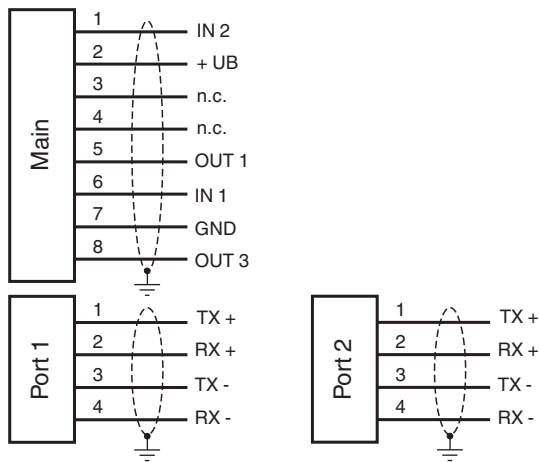 Main
1 IN 2
2 + UB
3 n.c.
4 n.c.
5 OUT 1
6 IN 1
7 GND
8 OUT 3
Port 1
1 TX +
2 RX +
3 TX -
4 RX -
Port 2
1 TX +
2 RX +
3 TX -
4 RX -